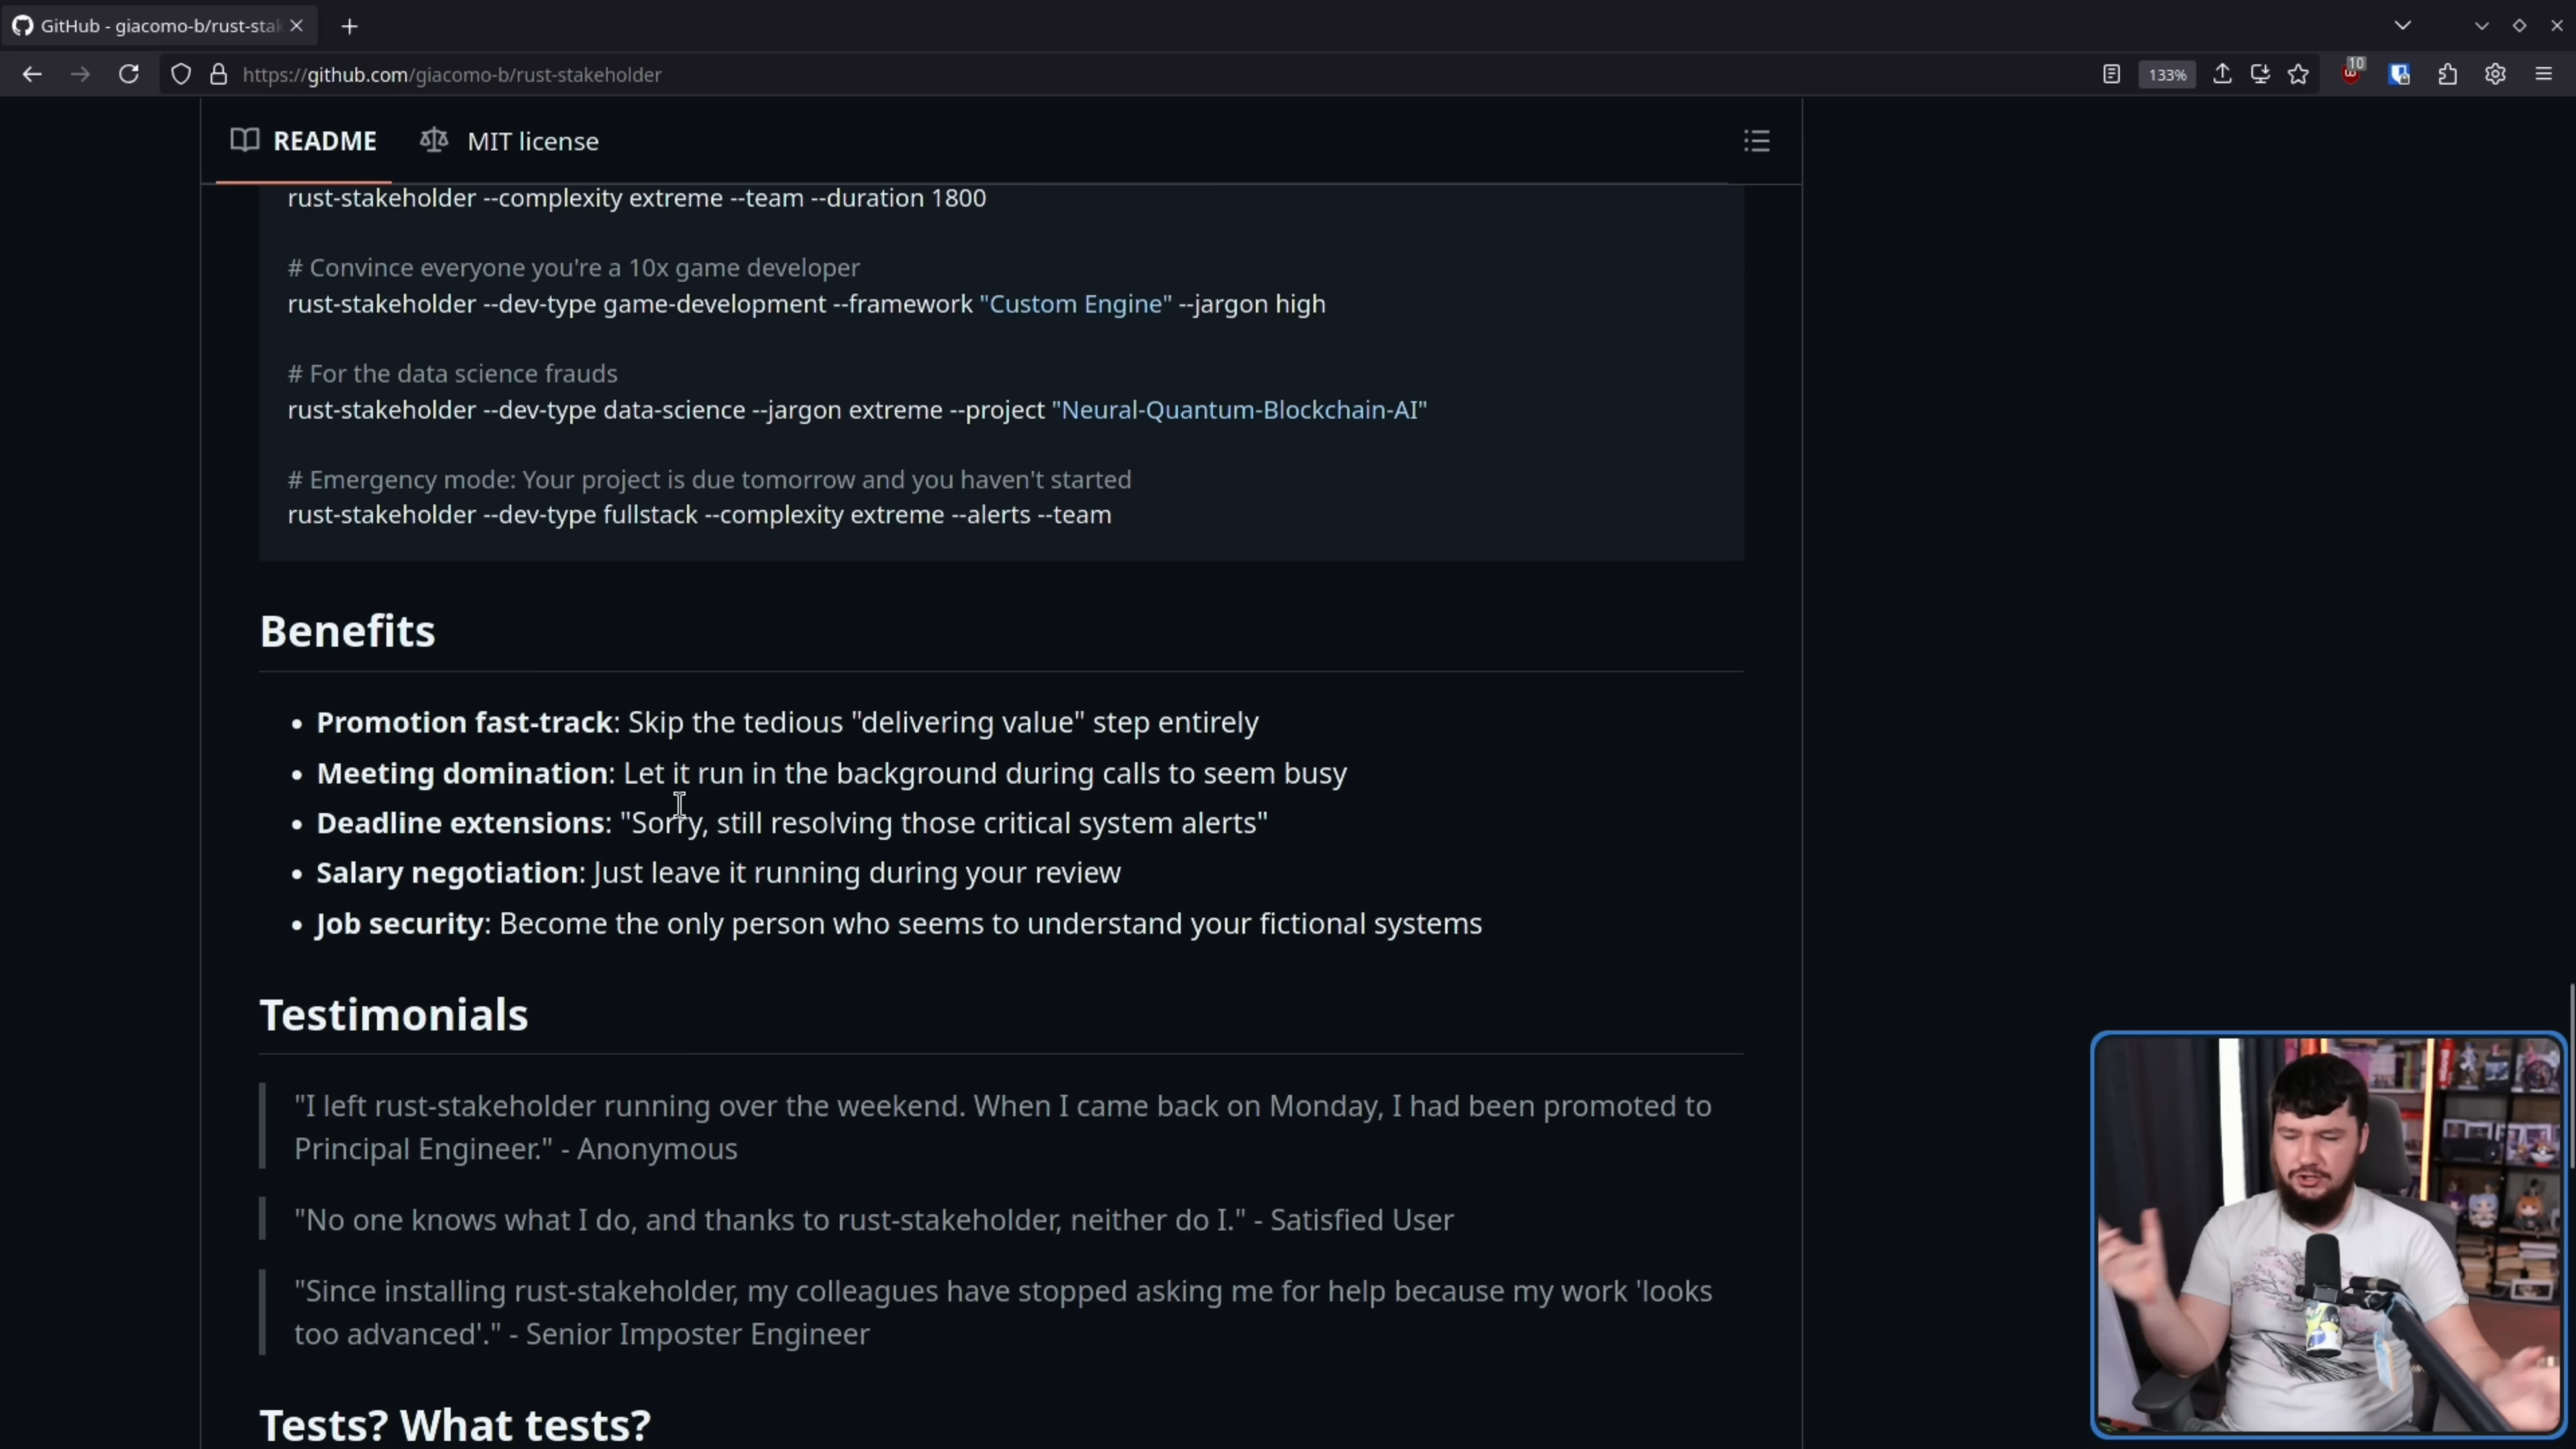 GitHub - giacomo-b/rust-stak
https://github.com/giacomo-b/rust-stakeholder
133%
10
README
MIT license
rust-stakeholder --complexity extreme --team --duration 1800
# Convince everyone you're a 10x game developer
rust-stakeholder --dev-type game-development --framework "Custom Engine" --jargon high
# For the data science frauds
rust-stakeholder --dev-type data-science --jargon extreme --project "Neural-Quantum-Blockchain-AI"
# Emergency mode: Your project is due tomorrow and you haven't started
rust-stakeholder --dev-type fullstack --complexity extreme --alerts --team
Benefits
• Promotion fast-track: Skip the tedious "delivering value" step entirely
• Meeting domination: Let it run in the background during calls to seem busy
• Deadline extensions: "Sorry, still resolving those critical system alerts"
• Salary negotiation: Just leave it running during your review
• Job security: Become the only person who seems to understand your fictional systems
Testimonials
"I left rust-stakeholder running over the weekend. When I came back on Monday, I had been promoted to
Principal Engineer." - Anonymous
"No one knows what I do, and thanks to rust-stakeholder, neither do I." - Satisfied User
"Since installing rust-stakeholder, my colleagues have stopped asking me for help because my work 'looks
too advanced'." - Senior Imposter Engineer
Tests? What tests?